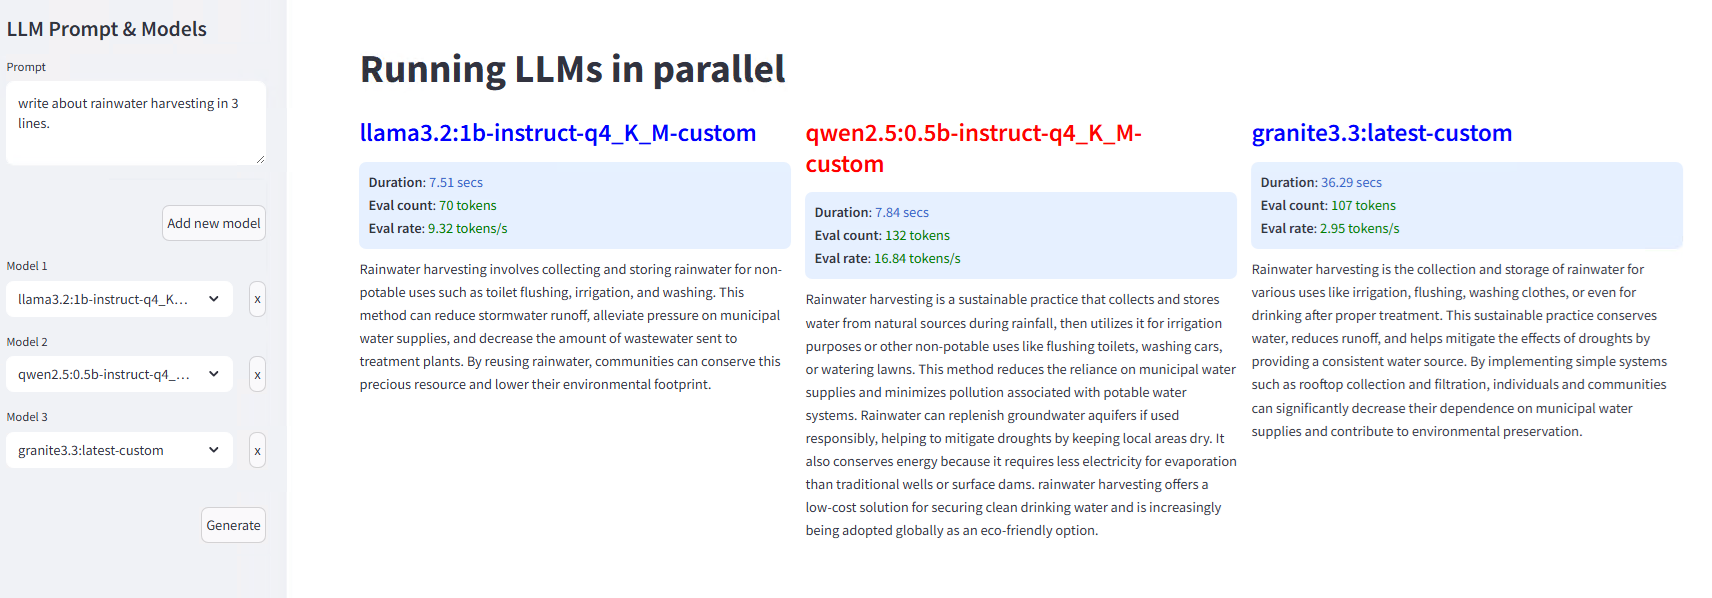 LLM Prompt & Models
Prompt
write about rainwater harvesting in 3
lines.
Add new model
Model 1
llama3.2:1b-instruct-q4_K...
x
Model 2
qwen2.5:0.5b-instruct-q4_...
x
Model 3
granite3.3:latest-custom
x
Generate
Running LLMs in parallel
llama3.2:1b-instruct-q4_K_M-custom
Duration: 7.51 secs
Eval count: 70 tokens
Eval rate: 9.32 tokens/s
Rainwater harvesting involves collecting and storing rainwater for non-
potable uses such as toilet flushing, irrigation, and washing. This
method can reduce stormwater runoff, alleviate pressure on municipal
water supplies, and decrease the amount of wastewater sent to
treatment plants. By reusing rainwater, communities can conserve this
precious resource and lower their environmental footprint.
qwen2.5:0.5b-instruct-q4_K_M-
custom
Duration: 7.84 secs
Eval count: 132 tokens
Eval rate: 16.84 tokens/s
Rainwater harvesting is a sustainable practice that collects and stores
water from natural sources during rainfall, then utilizes it for irrigation
purposes or other non-potable uses like flushing toilets, washing cars,
or watering lawns. This method reduces the reliance on municipal water
supplies and minimizes pollution associated with potable water
systems. Rainwater can replenish groundwater aquifers if used
responsibly, helping to mitigate droughts by keeping local areas dry. It
also conserves energy because it requires less electricity for evaporation
than traditional wells or surface dams. rainwater harvesting offers a
low-cost solution for securing clean drinking water and is increasingly
being adopted globally as an eco-friendly option.
granite3.3:latest-custom
Duration: 36.29 secs
Eval count: 107 tokens
Eval rate: 2.95 tokens/s
Rainwater harvesting is the collection and storage of rainwater for
various uses like irrigation, flushing, washing clothes, or even for
drinking after proper treatment. This sustainable practice conserves
water, reduces runoff, and helps mitigate the effects of droughts by
providing a consistent water source. By implementing simple systems
such as rooftop collection and filtration, individuals and communities
can significantly decrease their dependence on municipal water
supplies and contribute to environmental preservation.